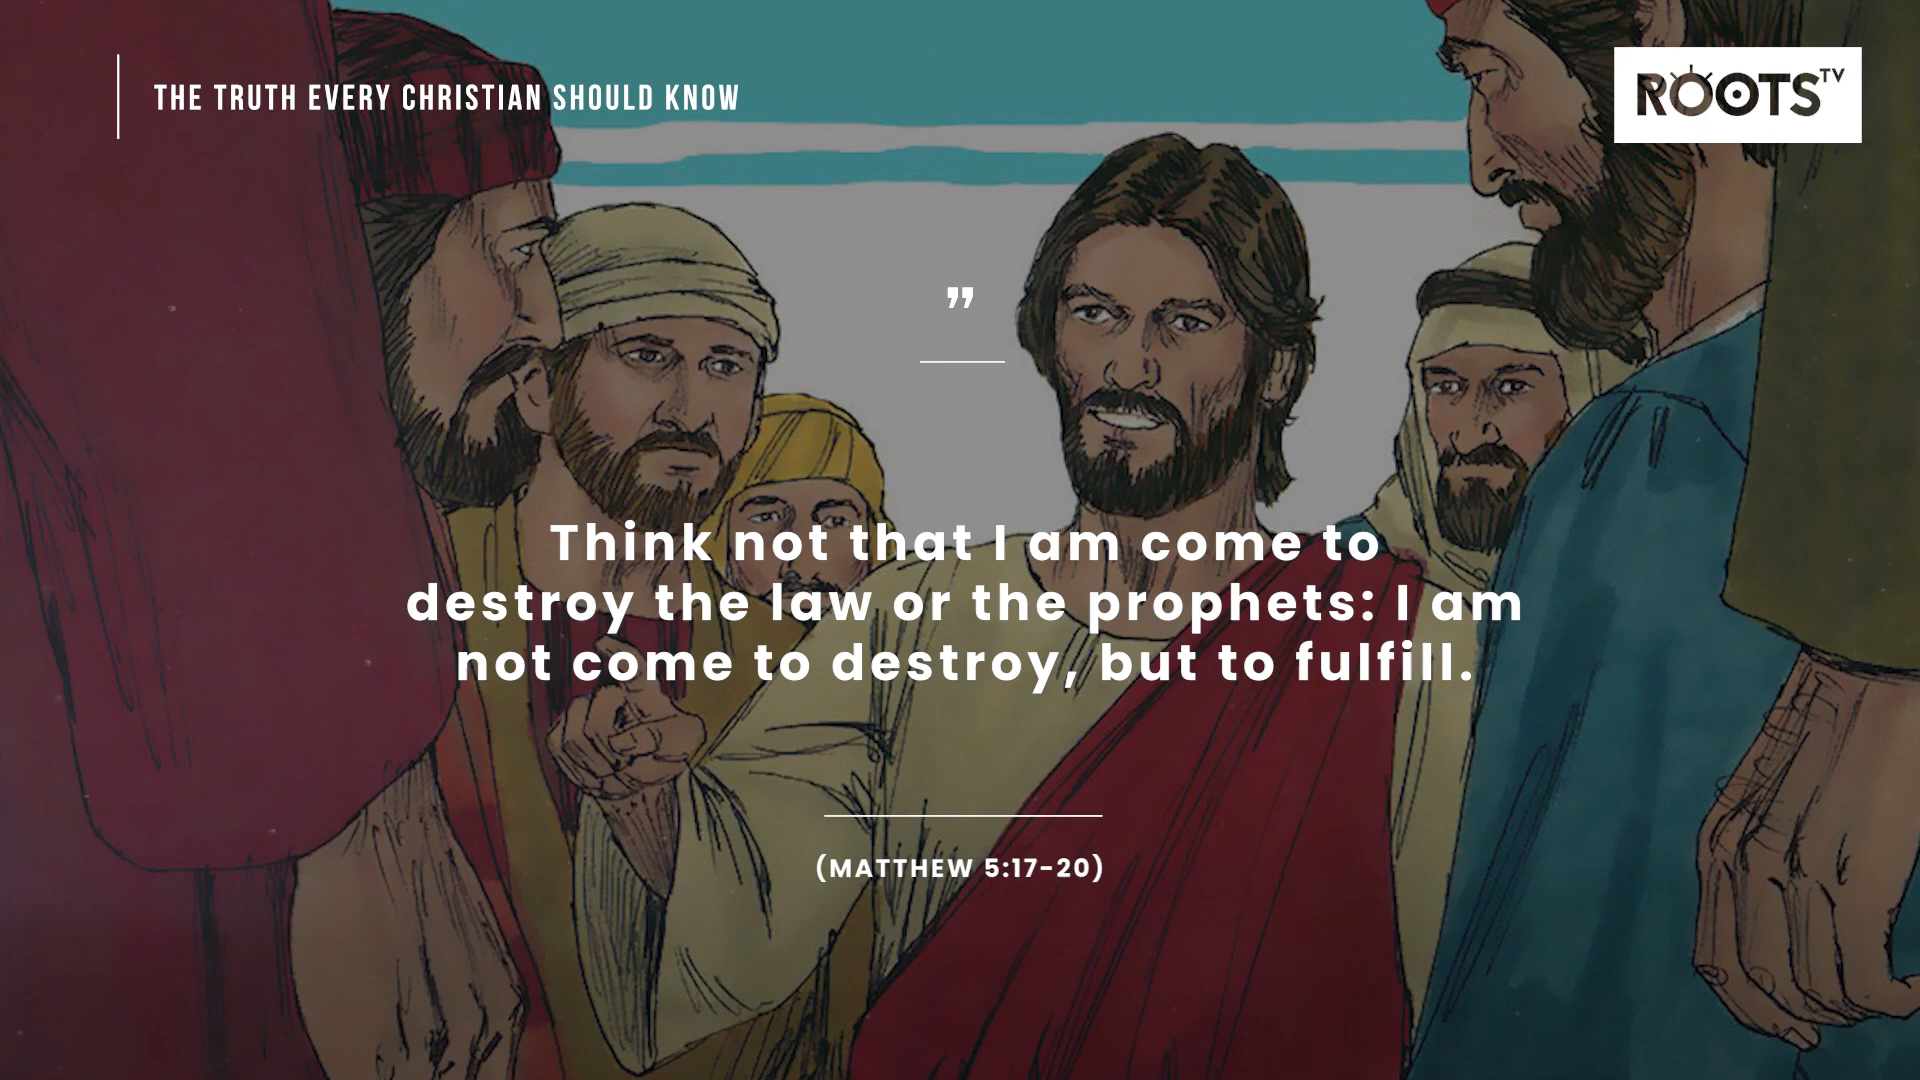 THE TRUTH EVERY CHRISTIAN SHOULD KNOW
ROOTS TV
”
Think not that I am come to
destroy the law or the prophets: I am
not come to destroy, but to fulfill.
(MATTHEW 5:17-20)